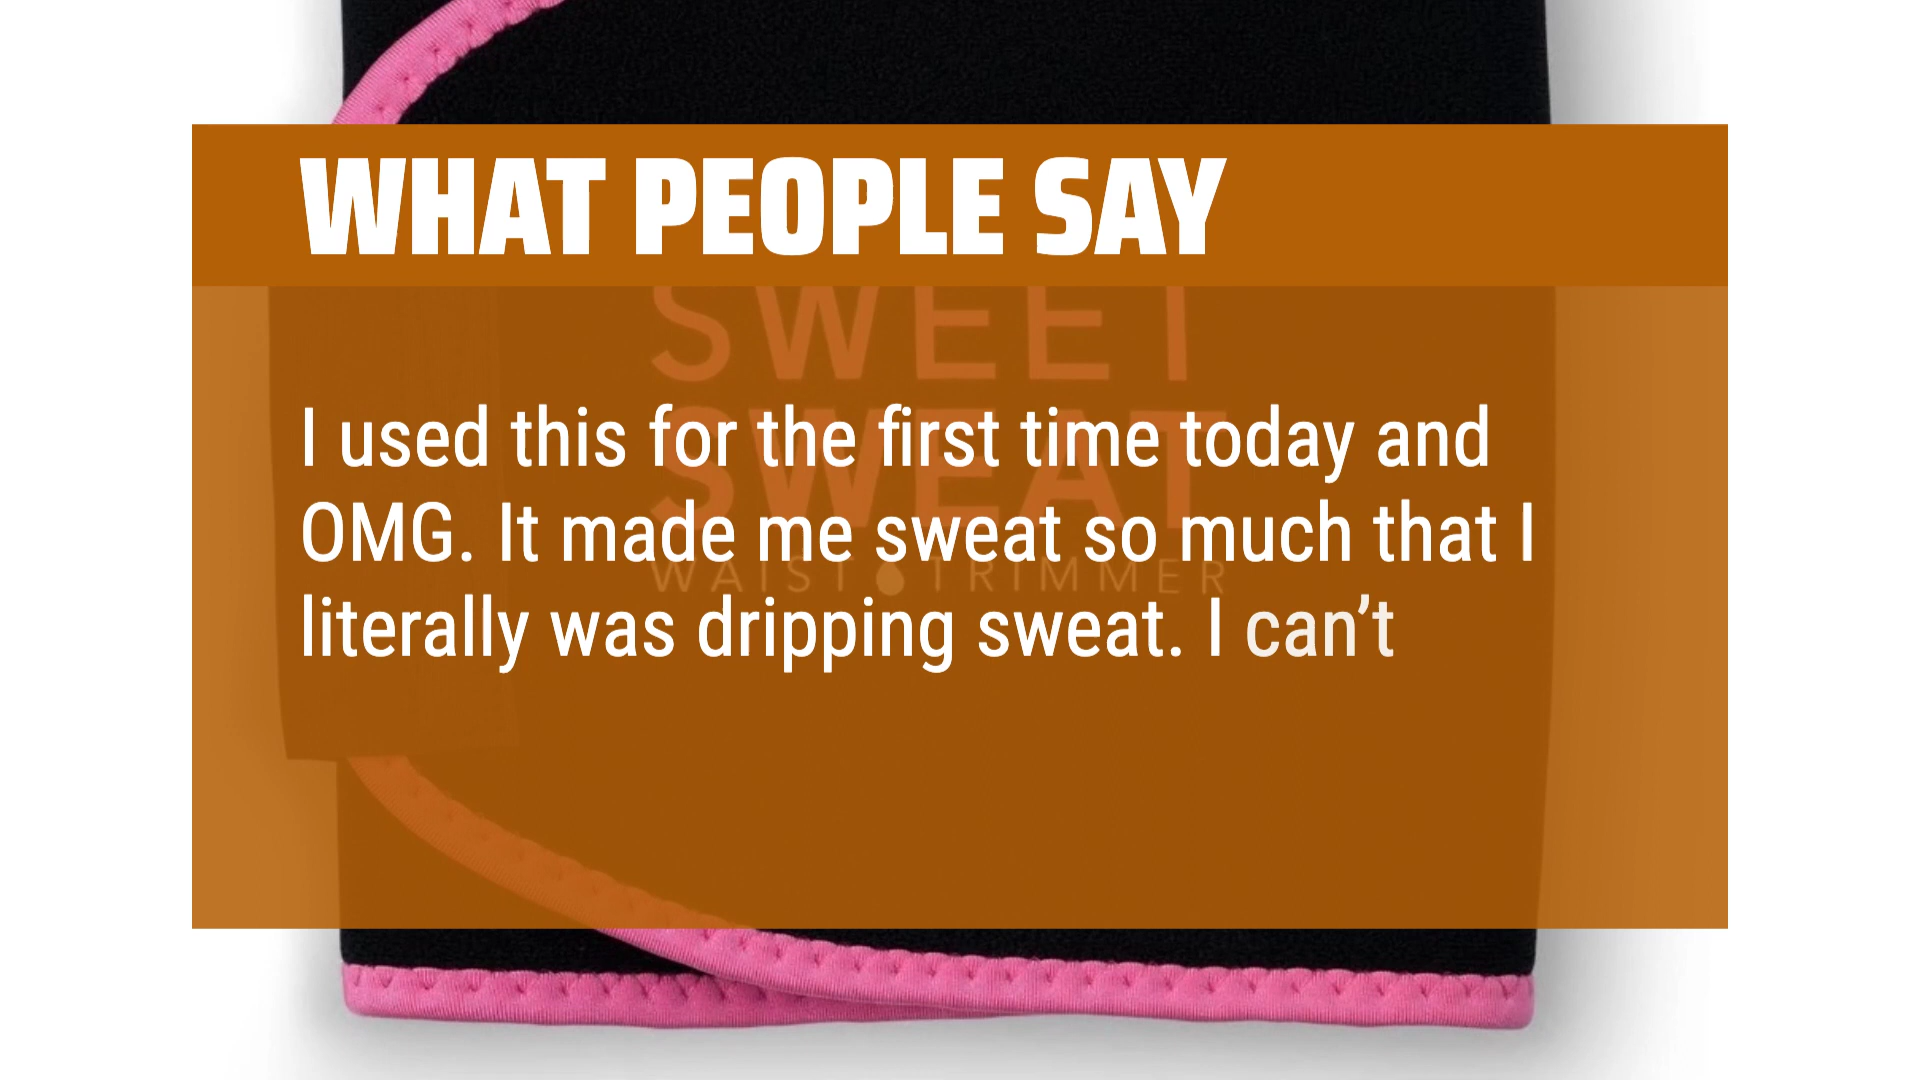 WHAT PEOPLE SAY
SWEET
SWEAT
WAIST TRIMMER
I used this for the first time today and
OMG. It made me sweat so much that I
literally was dripping sweat. I can’t